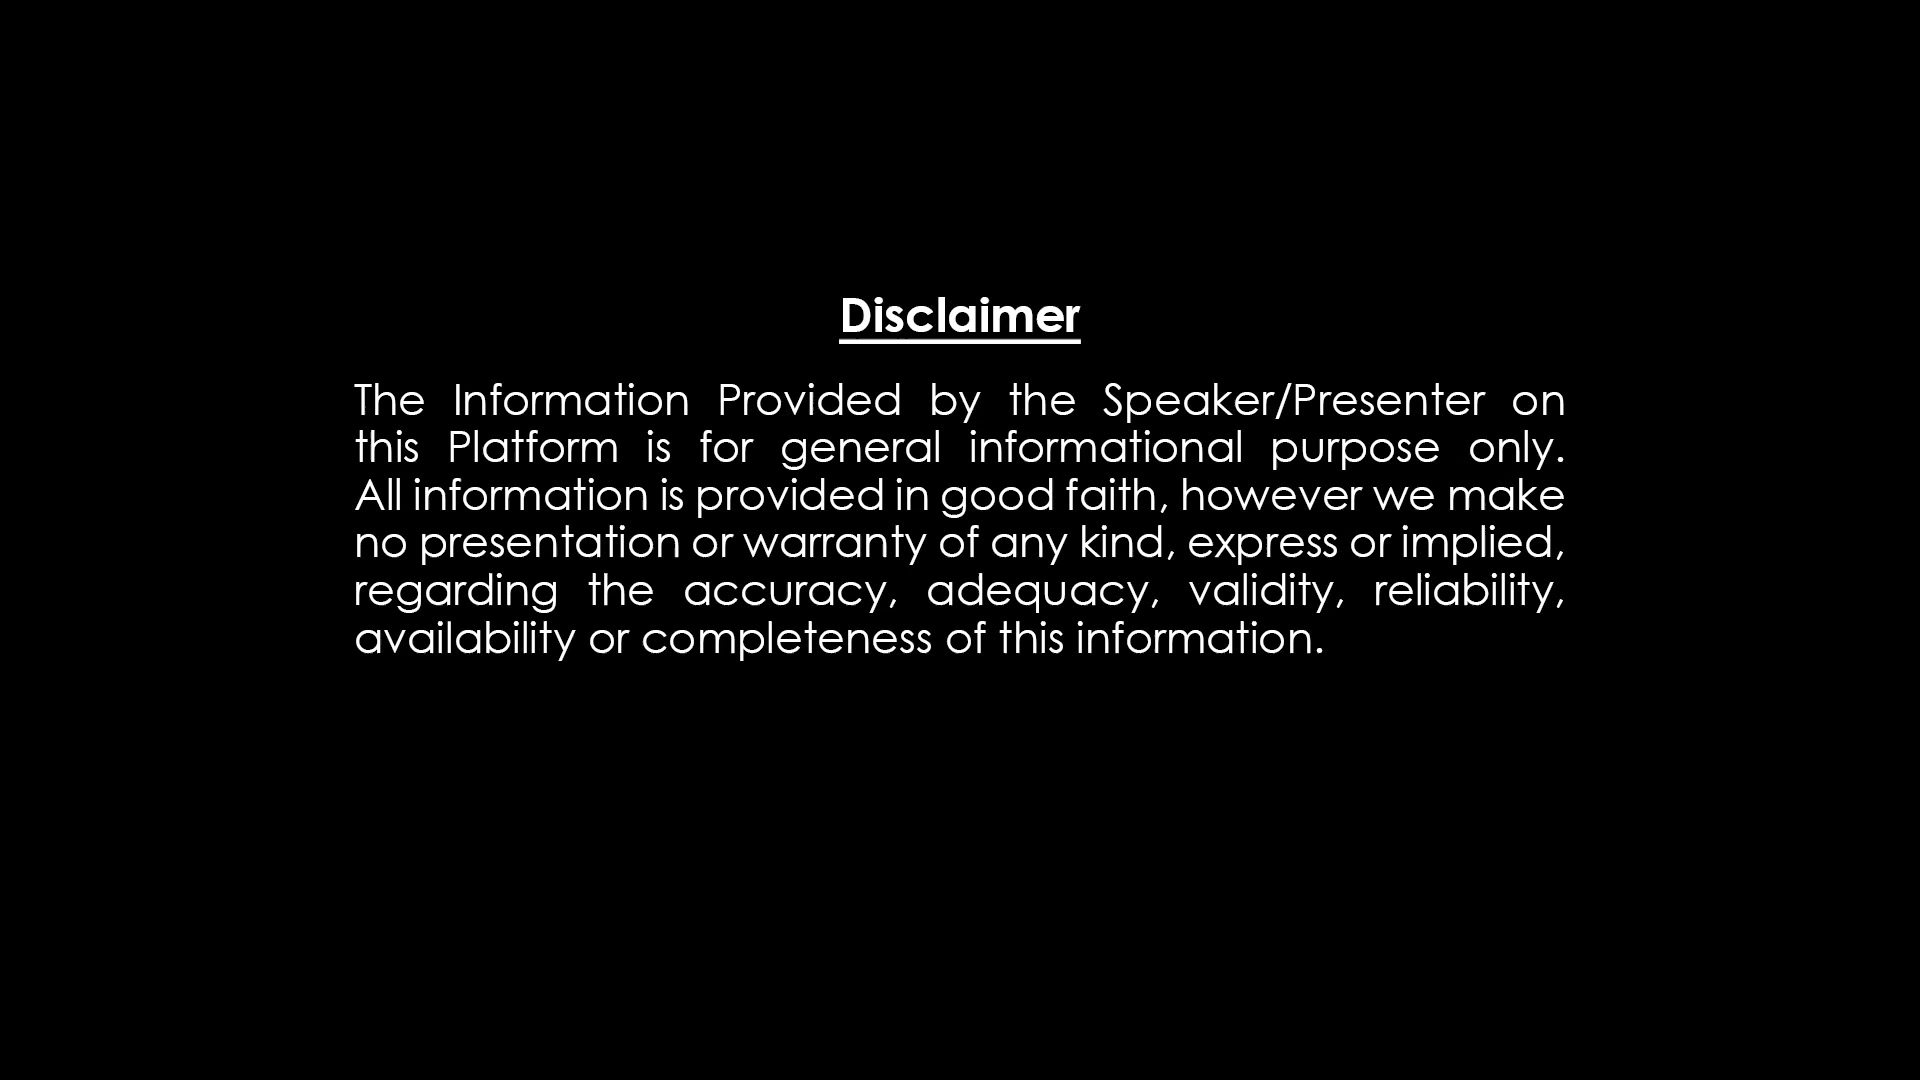 Disclaimer
The Information Provided by the Speaker/Presenter on
this Platform is for general informational purpose only.
All information is provided in good faith, however we make
no presentation or warranty of any kind, express or implied,
regarding the accuracy, adequacy, validity, reliability,
availability or completeness of this information.